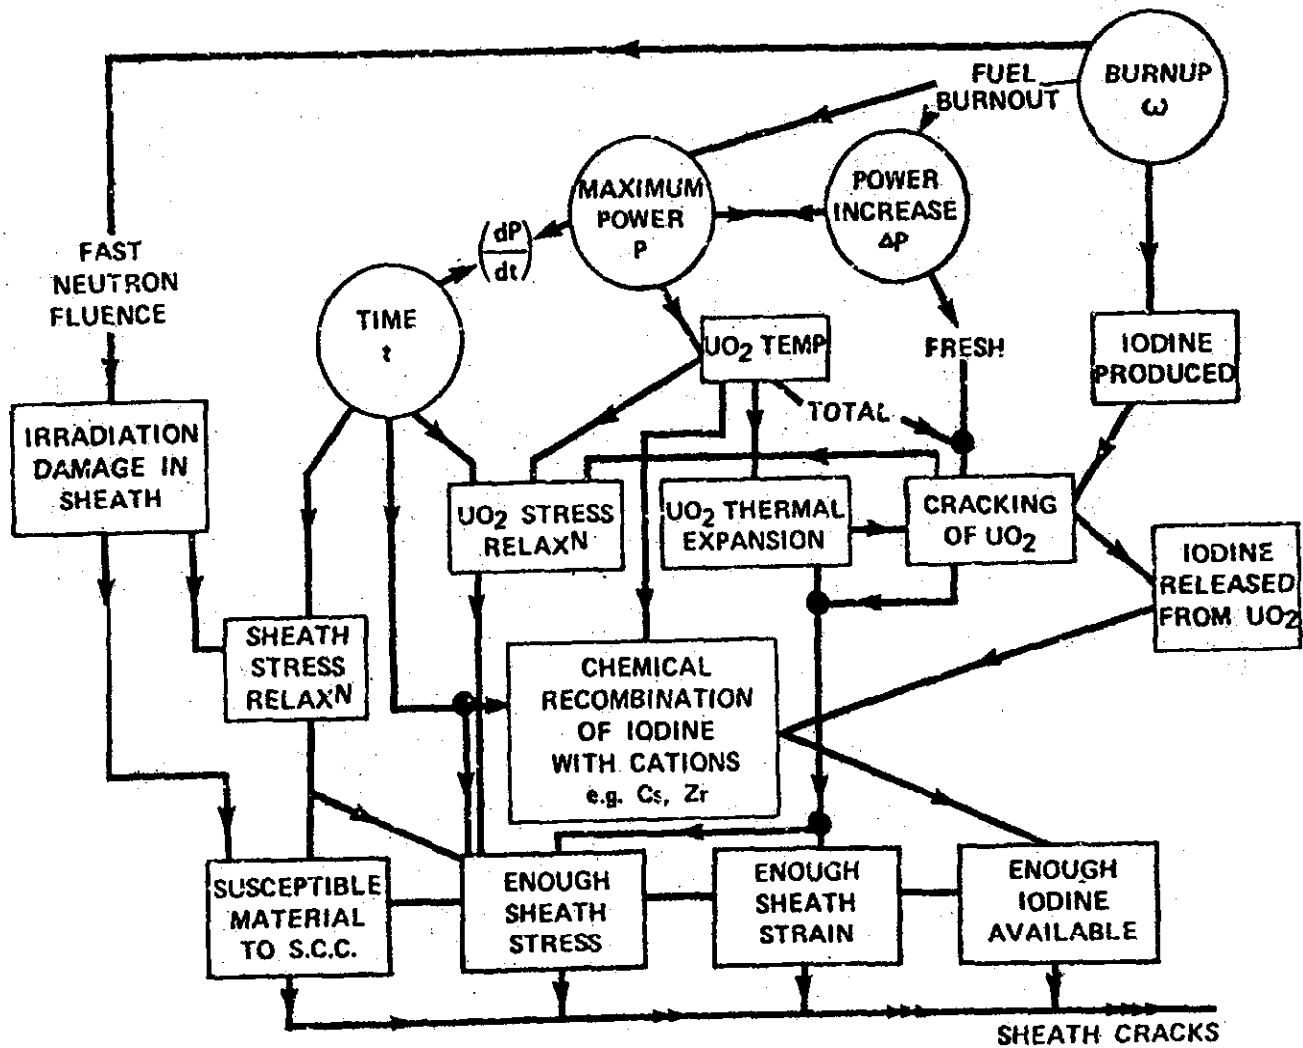 FUEL
BURNOUT
BURNUP
ω
MAXIMUM
POWER
P
POWER
INCREASE
ΔP
(dP/dt)
FAST
NEUTRON
FLUENCE
TIME
t
UO2 TEMP
FRESH
IODINE
PRODUCED
TOTAL
IRRADIATION
DAMAGE IN
SHEATH
UO2 STRESS
RELAXN
UO2 THERMAL
EXPANSION
CRACKING
OF UO2
IODINE
RELEASED
FROM UO2
SHEATH
STRESS
RELAXN
CHEMICAL
RECOMBINATION
OF IODINE
WITH CATIONS
e.g. Cs, Zr
SUSCEPTIBLE
MATERIAL
TO S.C.C.
ENOUGH
SHEATH
STRESS
ENOUGH
SHEATH
STRAIN
ENOUGH
IODINE
AVAILABLE
SHEATH CRACKS